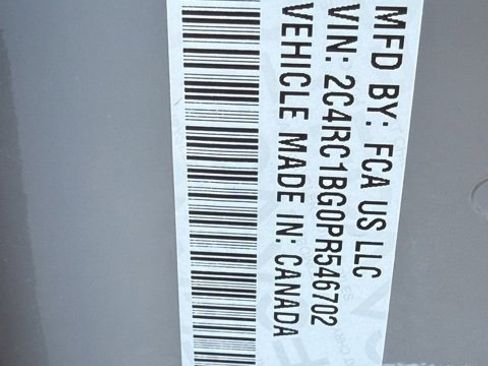 MFD BY: FCA US LLC
VIN: 2C4RC1BG0PR546702
VEHICLE MADE IN: CANADA